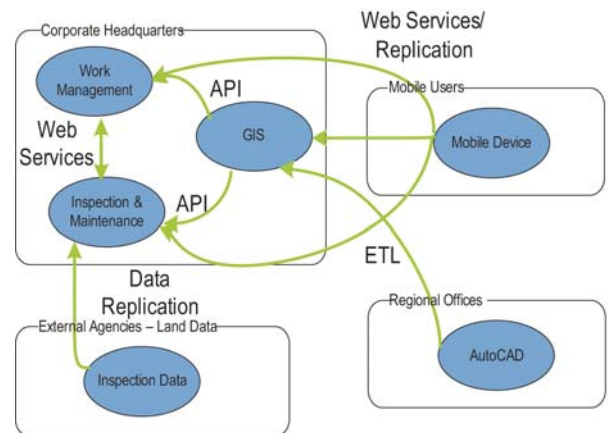 Corporate Headquarters
Web Services/
Replication
Work
Management
API
Mobile Users
Web
Services
GIS
Mobile Device
Inspection &
Maintenance
API
ETL
Data
Replication
External Agencies – Land Data
Regional Offices
Inspection Data
AutoCAD